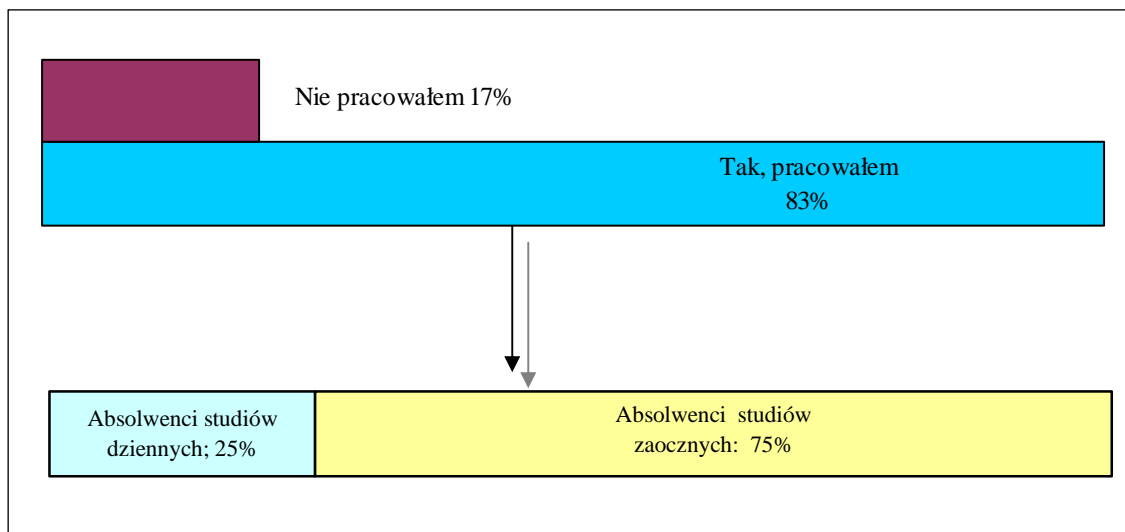 Nie pracowałem 17%
Tak, pracowałem
83%
Absolwenci studiów
dziennych; 25%
Absolwenci studiów
zaocznych: 75%